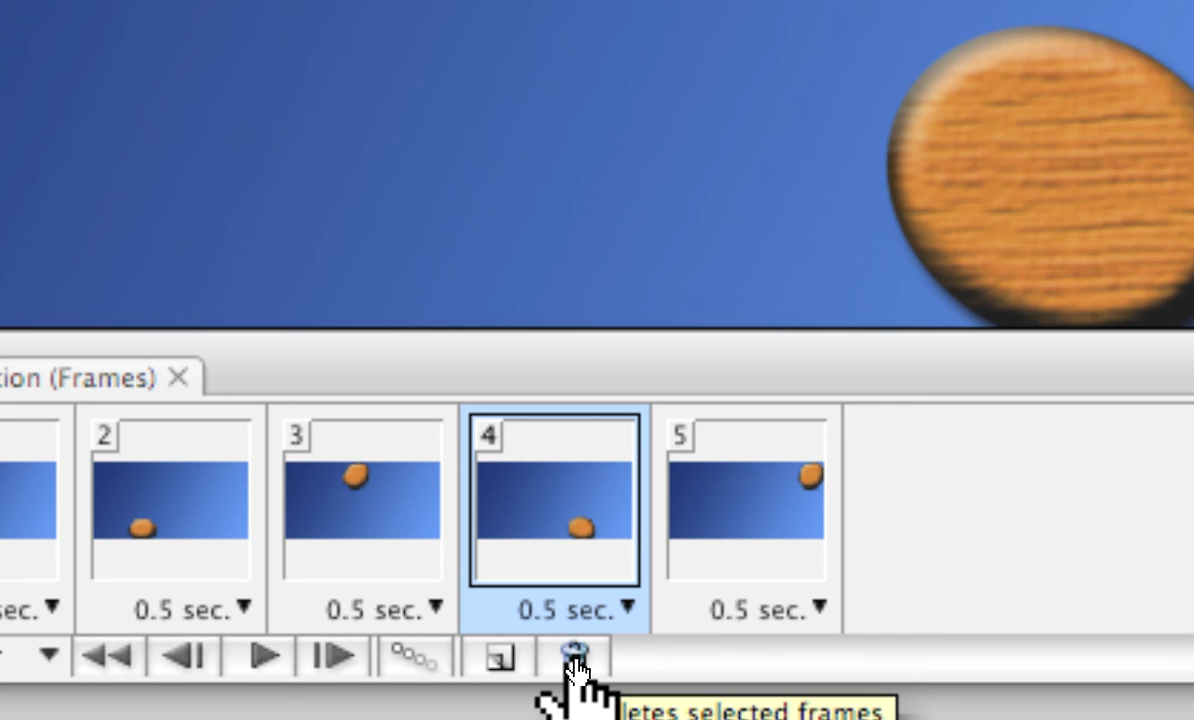 tion (Frames)
2 3 4 5
sec. 0.5 sec. 0.5 sec. 0.5 sec. 0.5 sec.
letes selected frames